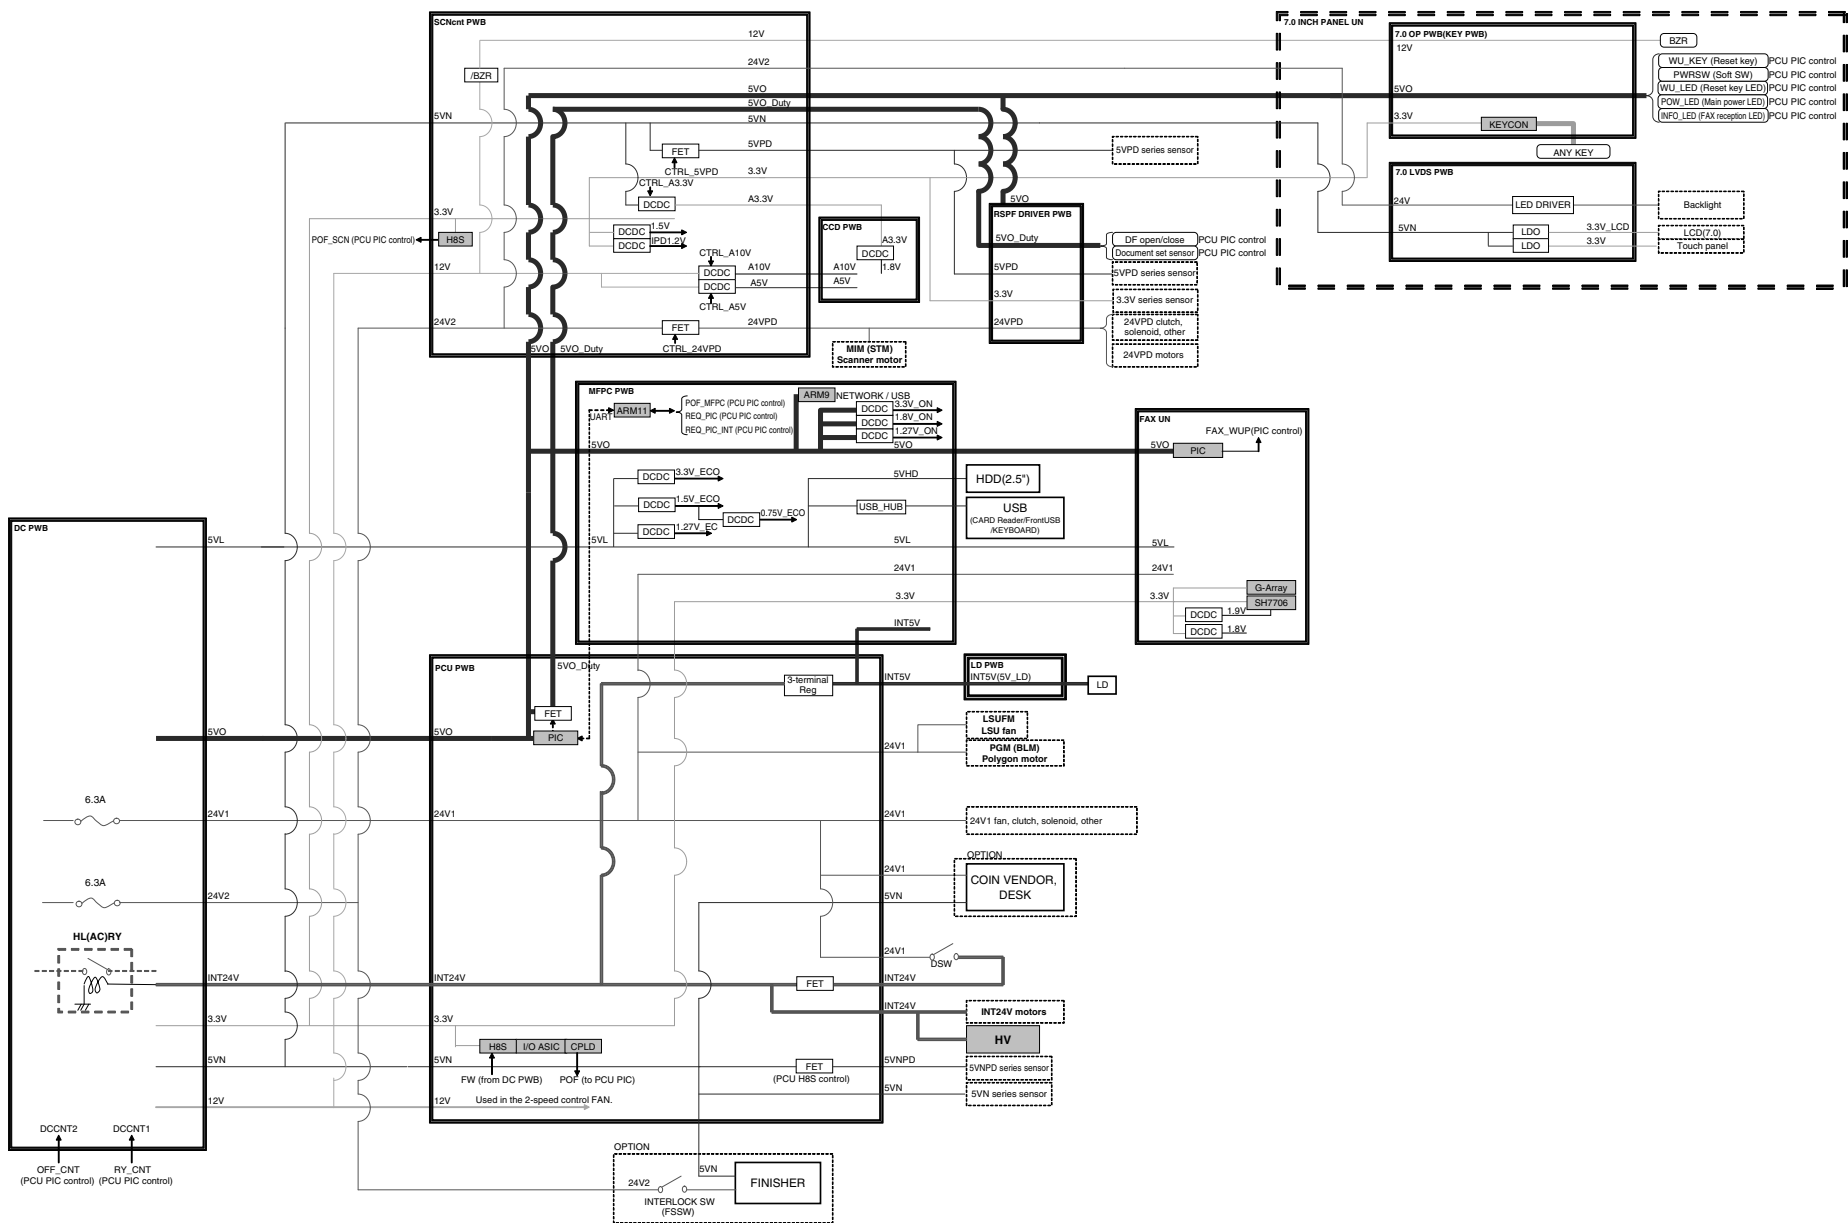 SCNcnt PWB
12V
/BZR
24V2
5VO
5VO_Duty
5VN
5VN
FET
5VPD
CTRL_5VPD
3.3V
CTRL_A3.3V
DCDC
A3.3V
3.3V
POF_SCN (PCU PIC control)
H8S
DCDC
1.5V
DCDC
IPD1.2V
CTRL_A10V
12V
DCDC
A10V
DCDC
A5V
CTRL_A5V
24V2
FET
24VPD
CTRL_24VPD
5VO
5VO_Duty
CCD PWB
A3.3V
DCDC
A10V
1.8V
A5V
MIM (STM)
Scanner motor
5VPD series sensor
5VO
RSPF DRIVER PWB
5VO_Duty
DF open/close
PCU PIC control
Document set sensor
PCU PIC control
5VPD
5VPD series sensor
3.3V
3.3V series sensor
24VPD
24VPD clutch,
solenoid, other
24VPD motors
7.0 INCH PANEL UN
7.0 OP PWB(KEY PWB)
12V
BZR
WU_KEY (Reset key)
PCU PIC control
PWRSW (Soft SW)
PCU PIC control
5VO
WU_LED (Reset key LED)
PCU PIC control
POW_LED (Main power LED)
PCU PIC control
3.3V
INFO_LED (FAX reception LED)
PCU PIC control
KEYCON
ANY KEY
7.0 LVDS PWB
24V
LED DRIVER
Backlight
5VN
LDO
3.3V_LCD
LCD(7.0)
LDO
3.3V
Touch panel
MFPC PWB
UART
ARM11
POF_MFPC (PCU PIC control)
REQ_PIC (PCU PIC control)
REQ_PIC_INT (PCU PIC control)
ARM9
NETWORK / USB
DCDC
3.3V_ON
DCDC
1.8V_ON
DCDC
1.27V_ON
5VO
5VO
DCDC
3.3V_ECO
5VHD
HDD(2.5")
DCDC
1.5V_ECO
DCDC
0.75V_ECO
USB_HUB
USB
(CARD Reader/FrontUSB
/KEYBOARD)
DCDC
1.27V_EC
5VL
5VL
24V1
3.3V
INT5V
FAX UN
FAX_WUP(PIC control)
5VO
PIC
5VL
24V1
3.3V
G-Array
SH7706
DCDC
1.9V
DCDC
1.8V
DC PWB
5VL
5VO
6.3A
24V1
6.3A
24V2
HL(AC)RY
INT24V
3.3V
5VN
12V
DCCNT2
DCCNT1
OFF_CNT
(PCU PIC control)
RY_CNT
(PCU PIC control)
PCU PWB
5VO_Duty
3-terminal
Reg
INT5V
LD PWB
INT5V(5V_LD)
LD
FET
5VO
PIC
LSUFM
LSU fan
24V1
PGM (BLM)
Polygon motor
24V1
24V1
24V1 fan, clutch, solenoid, other
OPTION
24V1
COIN VENDOR,
DESK
5VN
24V1
DSW
INT24V
FET
INT24V
INT24V
INT24V motors
HV
3.3V
H8S
I/O ASIC
CPLD
5VN
FET
5VNPD
5VNPD series sensor
FW (from DC PWB)
POF (to PCU PIC)
(PCU H8S control)
5VN
5VN series sensor
12V
Used in the 2-speed control FAN.
OPTION
5VN
24V2
FINISHER
INTERLOCK SW
(FSSW)